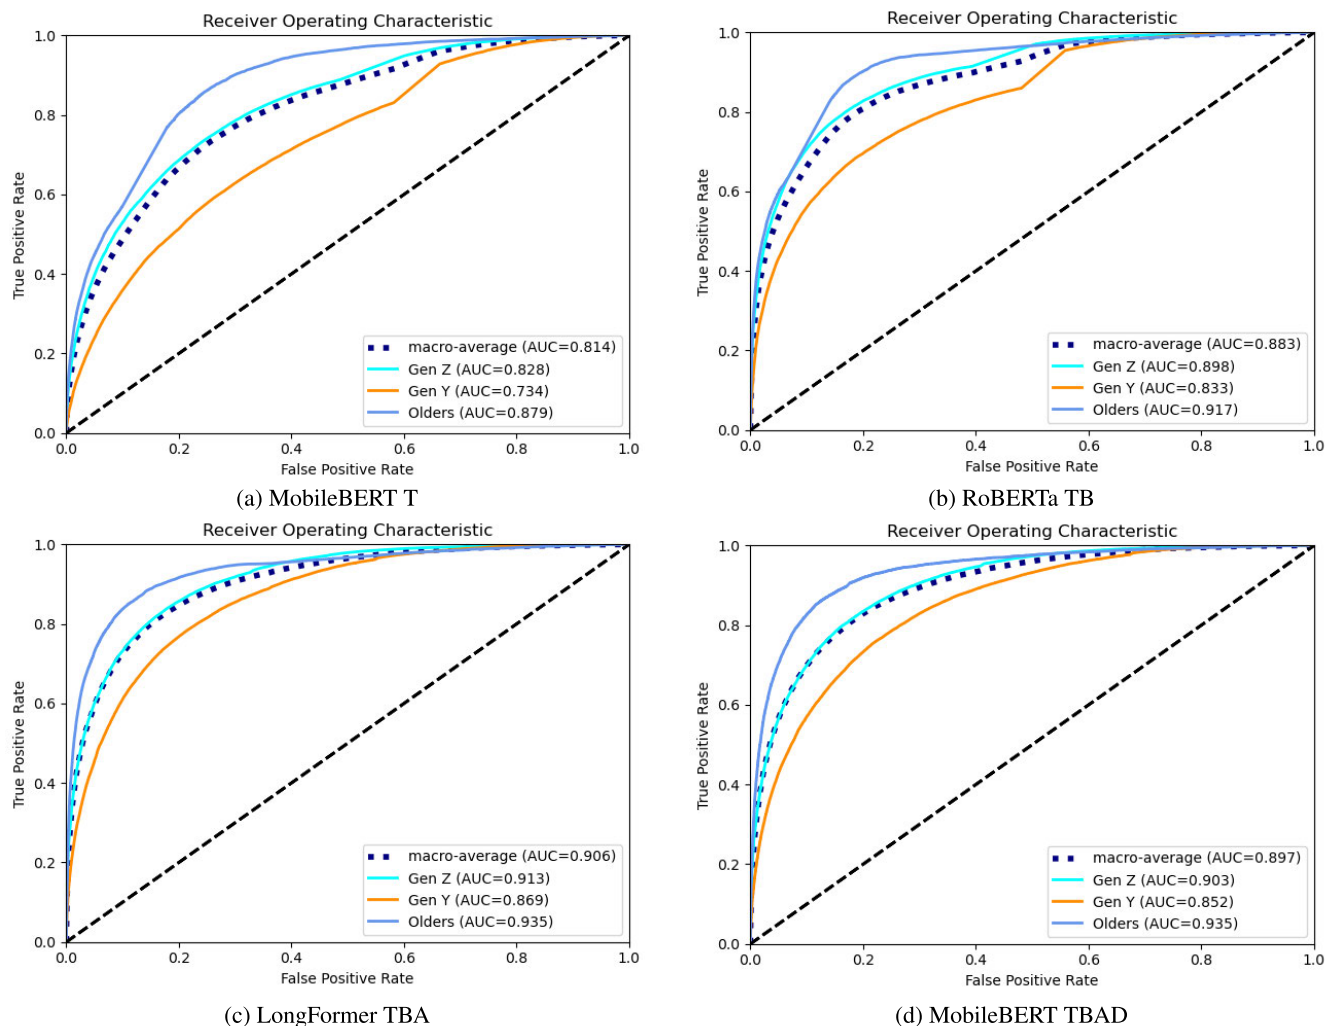 Receiver Operating Characteristic
1.0
0.8
0.6
0.4
0.2
0.0
True Positive Rate
macro-average (AUC=0.814)
Gen Z (AUC=0.828)
Gen Y (AUC=0.734)
Olders (AUC=0.879)
0.0 0.2 0.4 0.6 0.8 1.0
False Positive Rate
(a) MobileBERT T
Receiver Operating Characteristic
1.0
0.8
0.6
0.4
0.2
0.0
True Positive Rate
macro-average (AUC=0.883)
Gen Z (AUC=0.898)
Gen Y (AUC=0.833)
Olders (AUC=0.917)
0.0 0.2 0.4 0.6 0.8 1.0
False Positive Rate
(b) RoBERTa TB
Receiver Operating Characteristic
1.0
0.8
0.6
0.4
0.2
0.0
True Positive Rate
macro-average (AUC=0.906)
Gen Z (AUC=0.913)
Gen Y (AUC=0.869)
Olders (AUC=0.935)
0.0 0.2 0.4 0.6 0.8 1.0
False Positive Rate
(c) LongFormer TBA
Receiver Operating Characteristic
1.0
0.8
0.6
0.4
0.2
0.0
True Positive Rate
macro-average (AUC=0.897)
Gen Z (AUC=0.903)
Gen Y (AUC=0.852)
Olders (AUC=0.935)
0.0 0.2 0.4 0.6 0.8 1.0
False Positive Rate
(d) MobileBERT TBAD